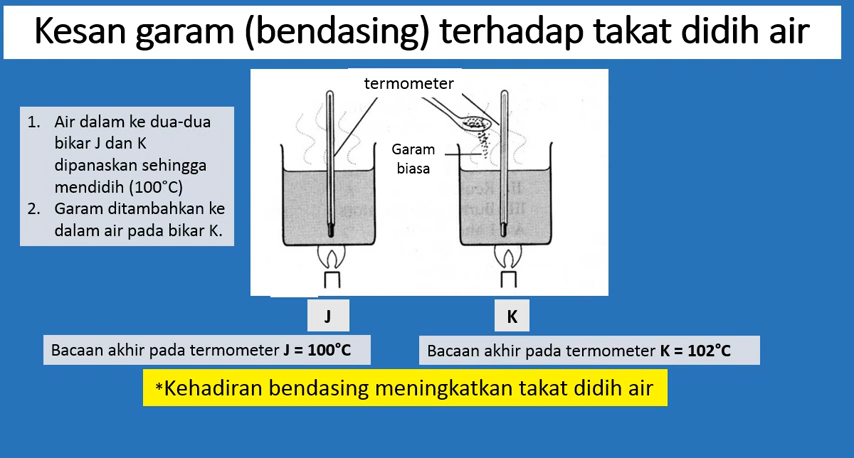 Kesan garam (bendasing) terhadap takat didih air
termometer
1. Air dalam ke dua-dua
bikar J dan K
dipanaskan sehingga
mendidih (100°C)
2. Garam ditambahkan ke
dalam air pada bikar K.
Garam
biasa
J
K
Bacaan akhir pada termometer J = 100°C
Bacaan akhir pada termometer K = 102°C
*Kehadiran bendasing meningkatkan takat didih air